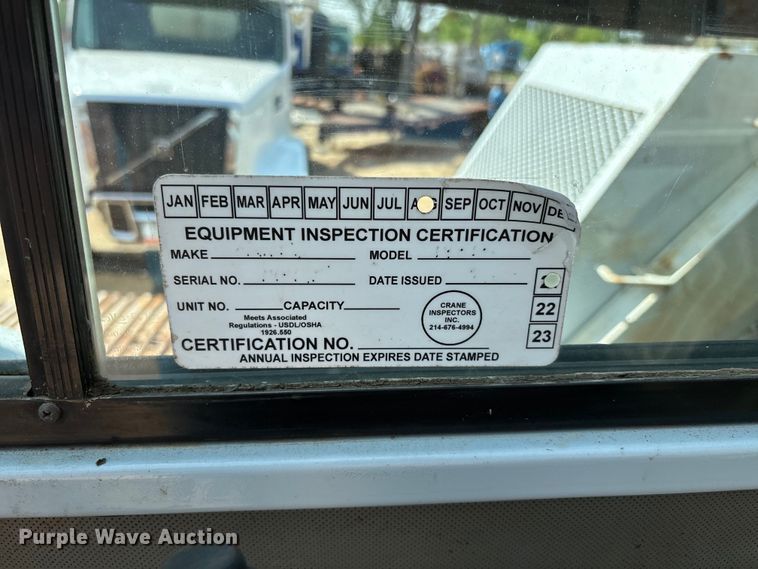 JAN FEB MAR APR MAY JUN JUL SEP OCT NOV
EQUIPMENT INSPECTION CERTIFICATION
MAKE MODEL
SERIAL NO. DATE ISSUED
UNIT NO. CAPACITY
22
23
Meets Associated
Regulations - USDL/OSHA
1926.550
CRANE
INSPECTORS
INC.
214-676-4994
CERTIFICATION NO.
ANNUAL INSPECTION EXPIRES DATE STAMPED
Purple Wave Auction